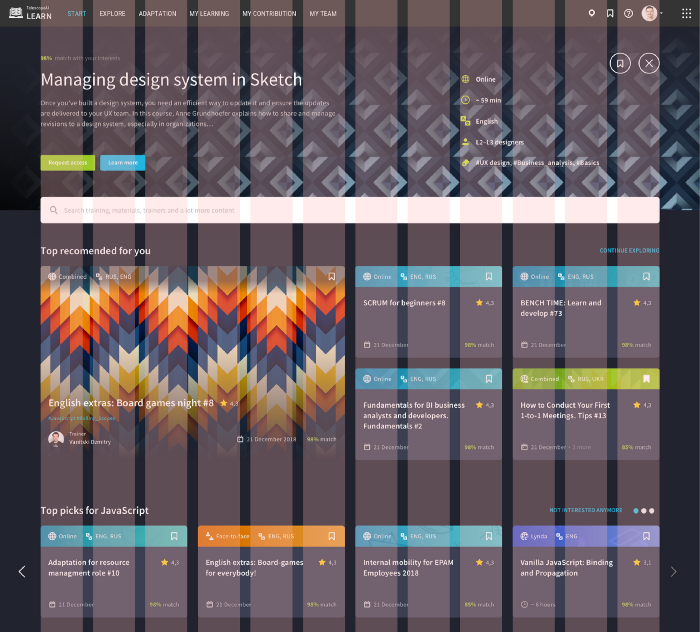 TelescopeAI
LEARN
START
EXPLORE
ADAPTATION
MY LEARNING
MY CONTRIBUTION
MY TEAM
98% match with your interests
Managing design system in Sketch
Once you've built a design system, you need an efficient way to update it and ensure the updates
are delivered to your UX team. In this course, Anne Grundhoefer explains how to share and manage
revisions to a design system, especially in organizations...
Request access
Learn more
Online
~ 59 min
English
L2–L3 designers
#UX design, #Business_analysis, #Basics
Search training, materials, trainers and a lot more content
Top recomended for you
CONTINUE EXPLORING
Combined
RUS, ENG
English extras: Board games night #8
4,3
Trainer
Vanilski Dzmitry
21 December 2018
98% match
Online
ENG, RUS
SCRUM for beginners #8
4,3
21 December
98% match
Online
ENG, RUS
BENCH TIME: Learn and
develop #73
4,3
21 December
98% match
Online
ENG, RUS
Fundamentals for BI business
analysts and developers.
Fundamentals #2
4,3
21 December
98% match
Combined
RUS, UKR
How to Conduct Your First
1-to-1 Meetings. Tips #13
4,3
21 December
93% match
Top picks for JavaScript
NOT INTERESTED ANYMORE
Online
ENG, RUS
Adaptation for resource
managment role #10
4,3
21 December
98% match
Face to face
ENG, RUS
English extras: Board-games
for everybody!
4,3
21 December
98% match
Online
ENG, RUS
Internal mobility for EPAM
Employees 2018
4,3
21 December
89% match
Lynda
ENG
Vanilla JavaScript: Binding
and Propagation
3,1
~ 6 hours
98% match